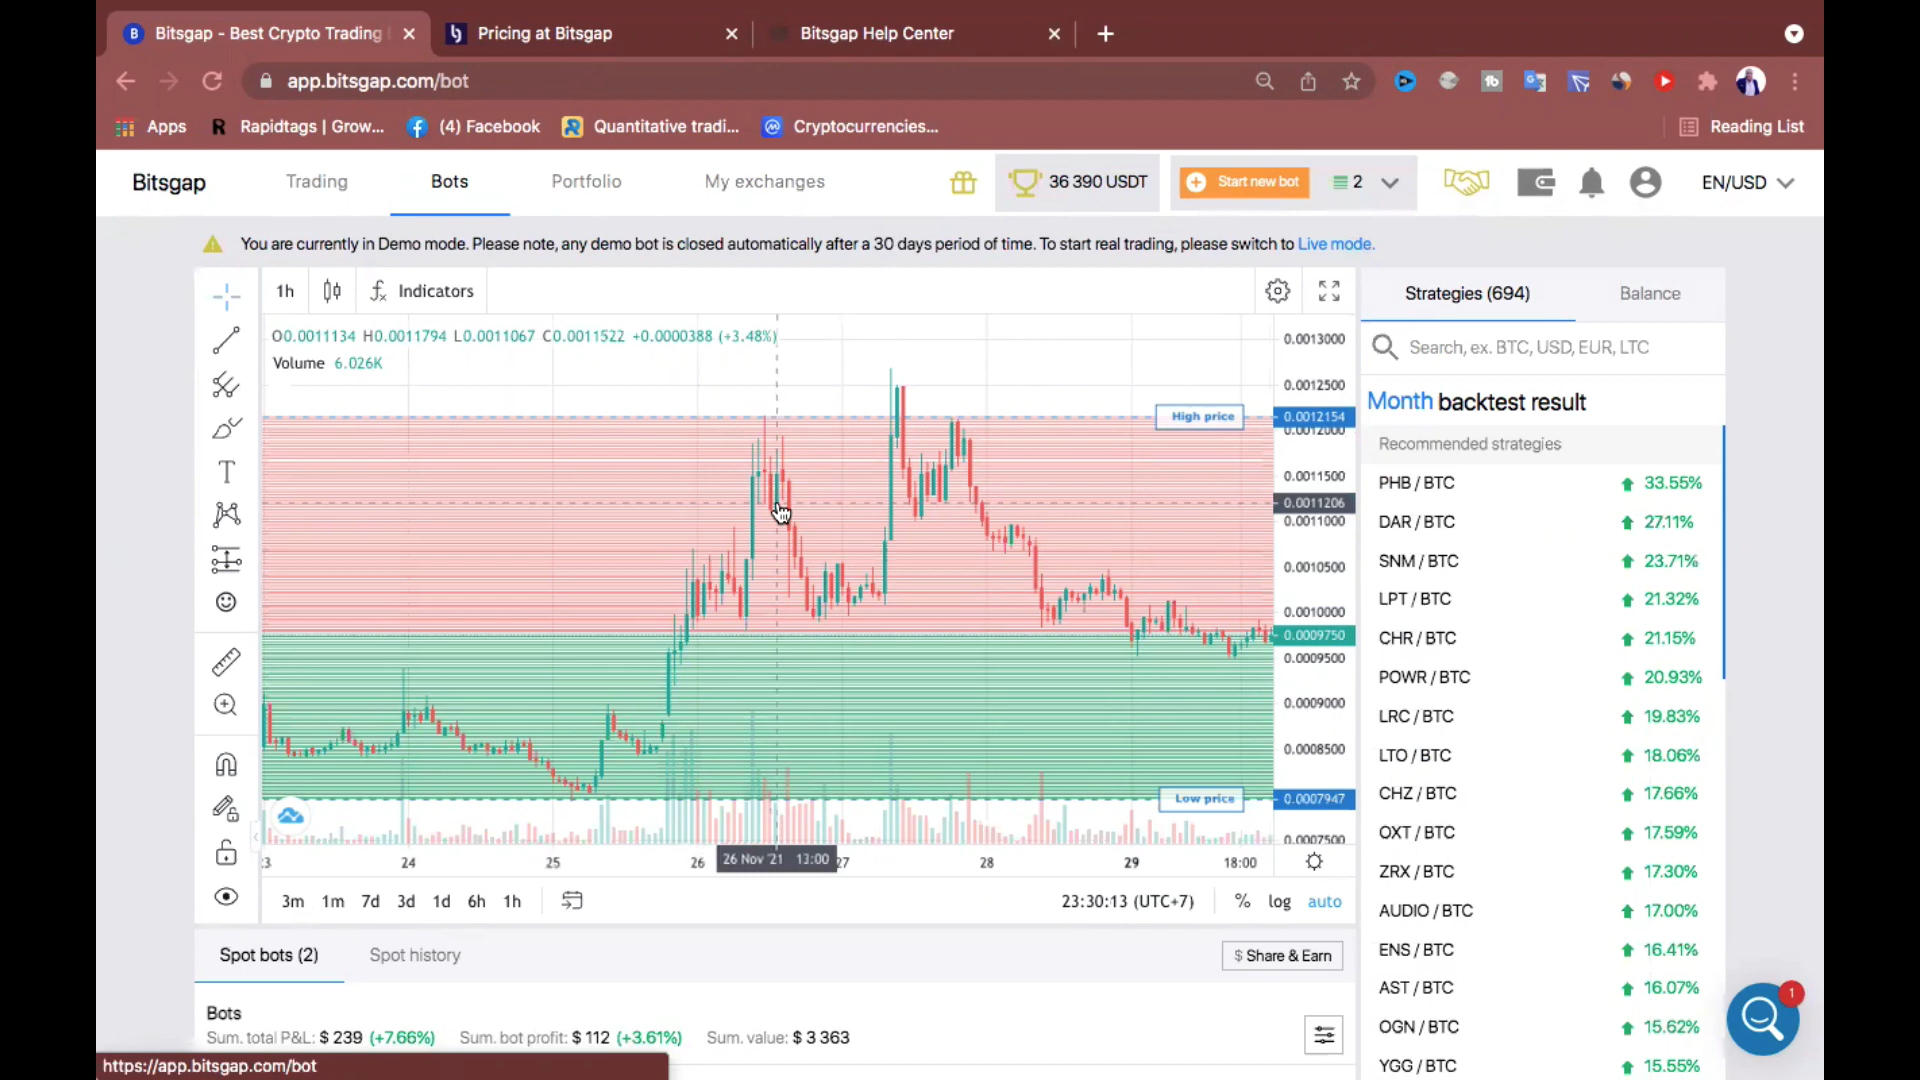 Bitsgap - Best Crypto Trading
Pricing at Bitsgap
Bitsgap Help Center
app.bitsgap.com/bot
Apps
Rapidtags | Grow...
(4) Facebook
Quantitative tradi...
Cryptocurrencies...
Reading List
Bitsgap
Trading
Bots
Portfolio
My exchanges
36 390 USDT
Start new bot
2
EN/USD
You are currently in Demo mode. Please note, any demo bot is closed automatically after a 30 days period of time. To start real trading, please switch to Live mode.
1h
Indicators
O0.0011134 H0.0011794 L0.0011067 C0.0011522 +0.0000388 (+3.48%)
Volume 6.026K
High price
Low price
0.0013000
0.0012500
0.0012154
0.0012000
0.0011500
0.0011206
0.0011000
0.0010500
0.0010000
0.0009750
0.0009500
0.0009000
0.0008500
0.0007947
0.0007500
24
25
26
26 Nov '21 13:00
27
28
29
18:00
3m 1m 7d 3d 1d 6h 1h
23:30:13 (UTC+7)
% log auto
Strategies (694)
Balance
Search, ex. BTC, USD, EUR, LTC
Month backtest result
Recommended strategies
PHB / BTC 33.55%
DAR / BTC 27.11%
SNM / BTC 23.71%
LPT / BTC 21.32%
CHR / BTC 21.15%
POWR / BTC 20.93%
LRC / BTC 19.83%
LTO / BTC 18.06%
CHZ / BTC 17.66%
OXT / BTC 17.59%
ZRX / BTC 17.30%
AUDIO / BTC 17.00%
ENS / BTC 16.41%
AST / BTC 16.07%
OGN / BTC 15.62%
YGG / BTC 15.55%
1
Spot bots (2)
Spot history
$ Share & Earn
Bots
Sum. total P&L: $ 239 (+7.66%) Sum. bot profit: $ 112 (+3.61%) Sum. value: $ 3 363
https://app.bitsgap.com/bot